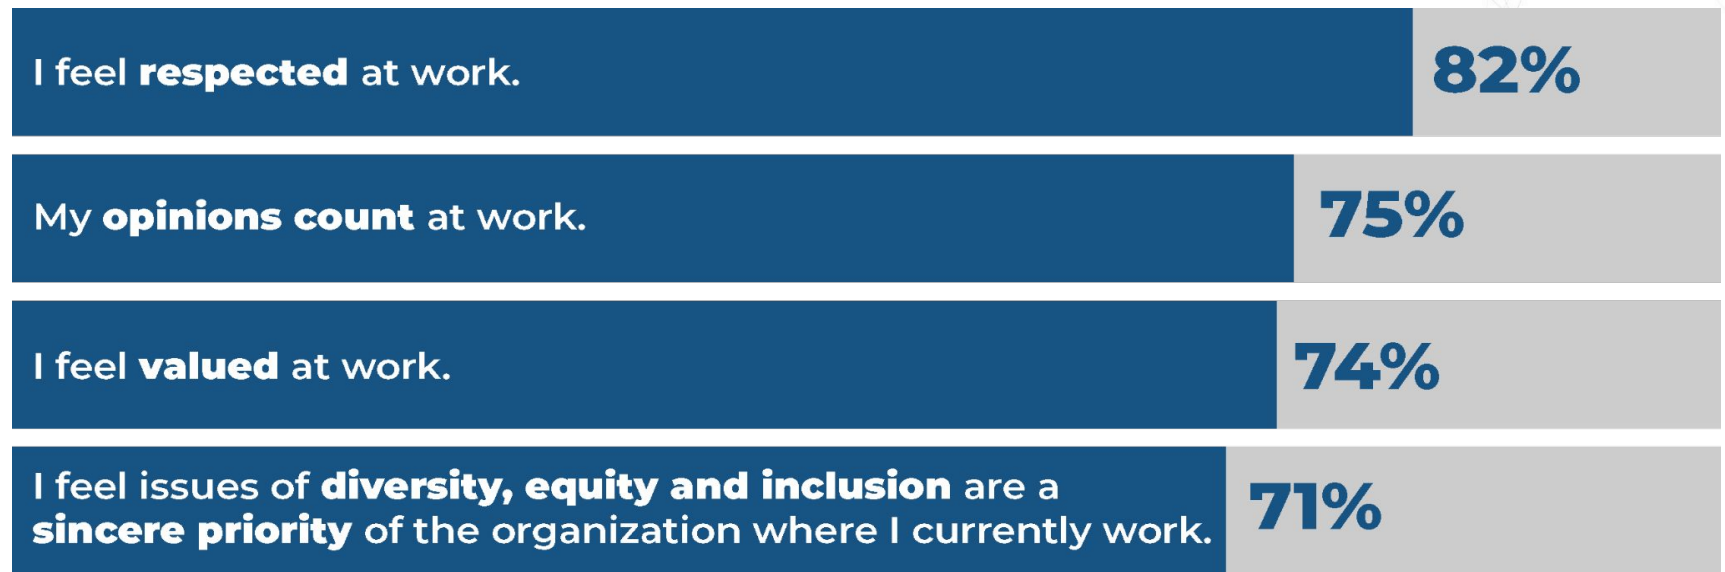 I feel respected at work.
82%
My opinions count at work.
75%
I feel valued at work.
74%
I feel issues of diversity, equity and inclusion are a
sincere priority of the organization where I currently work.
71%